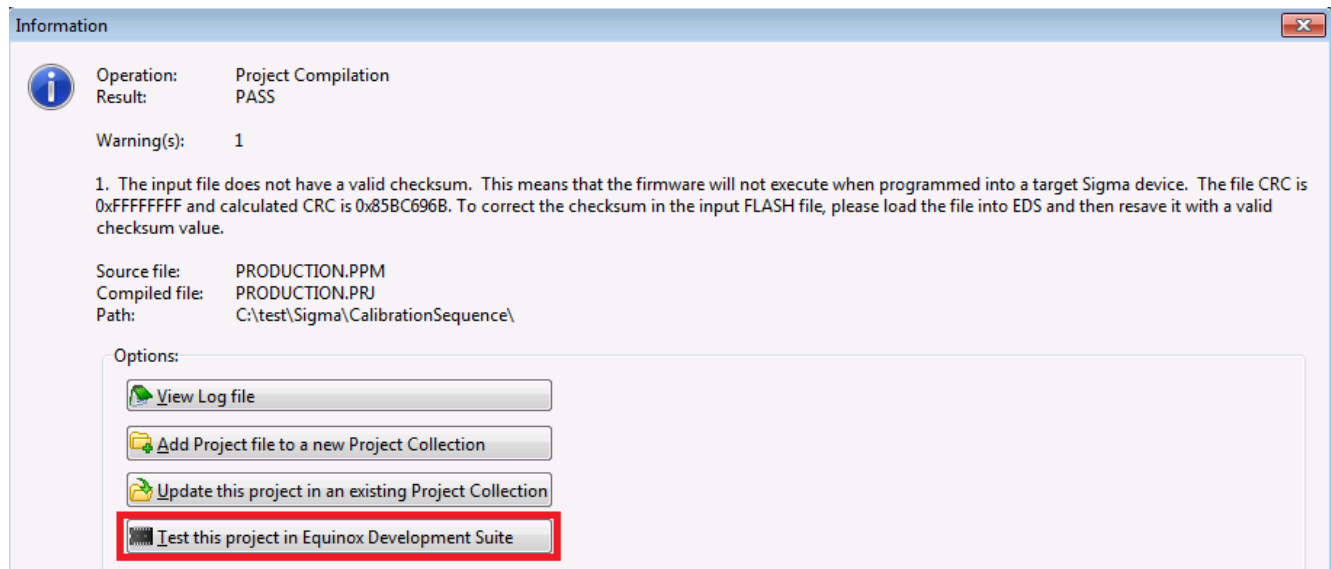 Information
Operation: Project Compilation
Result: PASS
Warning(s): 1
1. The input file does not have a valid checksum. This means that the firmware will not execute when programmed into a target Sigma device. The file CRC is
0xFFFFFFFF and calculated CRC is 0x85BC696B. To correct the checksum in the input FLASH file, please load the file into EDS and then resave it with a valid
checksum value.
Source file: PRODUCTION.PPM
Compiled file: PRODUCTION.PRJ
Path: C:\test\Sigma\CalibrationSequence\
Options:
View Log file
Add Project file to a new Project Collection
Update this project in an existing Project Collection
Test this project in Equinox Development Suite